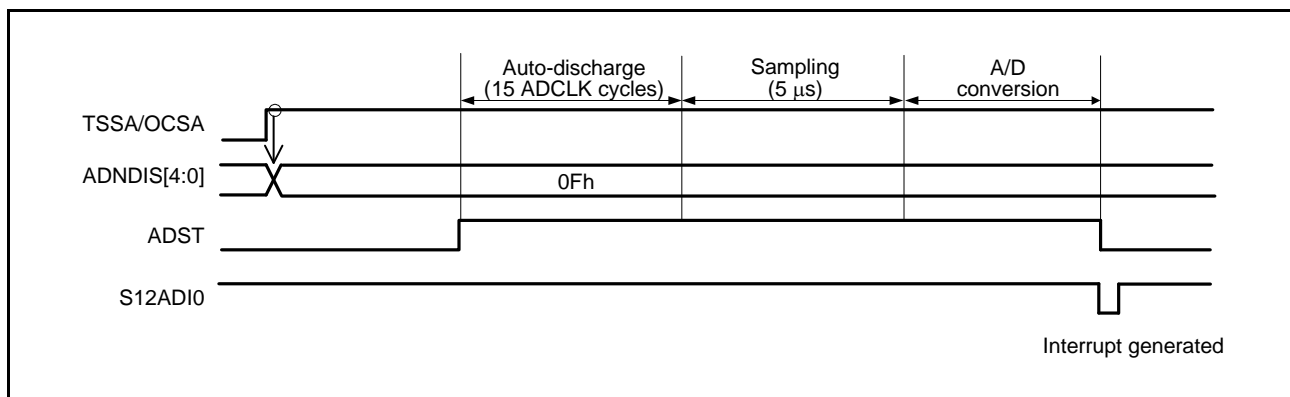 Auto-discharge
(15 ADCLK cycles)
Sampling
(5 μs)
A/D
conversion
TSSA/OCSA
ADNDIS[4:0]
0Fh
ADST
S12ADI0
Interrupt generated